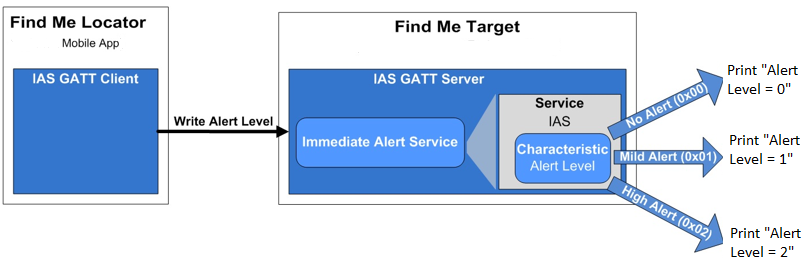 Find Me Locator
Mobile App
IAS GATT Client
Write Alert Level
Find Me Target
IAS GATT Server
Immediate Alert Service
Service
IAS
Characteristic
Alert Level
No Alert (0x00)
Mild Alert (0x01)
High Alert (0x02)
Print "Alert
Level = 0"
Print "Alert
Level = 1"
Print "Alert
Level = 2"